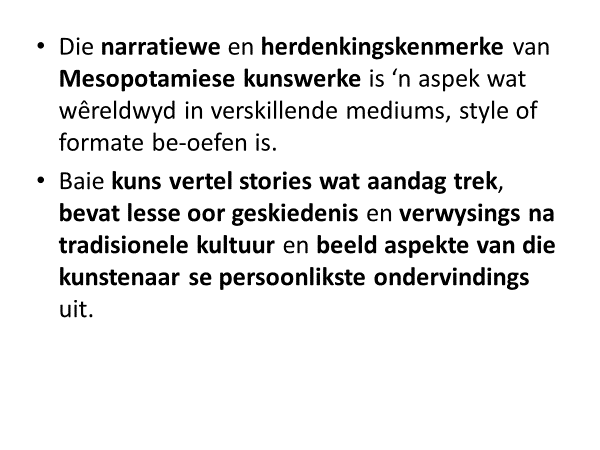 • Die narratiewe en herdenkingskenmerke van
Mesopotamiese kunswerke is ‘n aspek wat
wêreldwyd in verskillende mediums, style of
formate be-oefen is.
• Baie kuns vertel stories wat aandag trek,
bevat lesse oor geskiedenis en verwysings na
tradisionele kultuur en beeld aspekte van die
kunstenaar se persoonlikste ondervindings
uit.